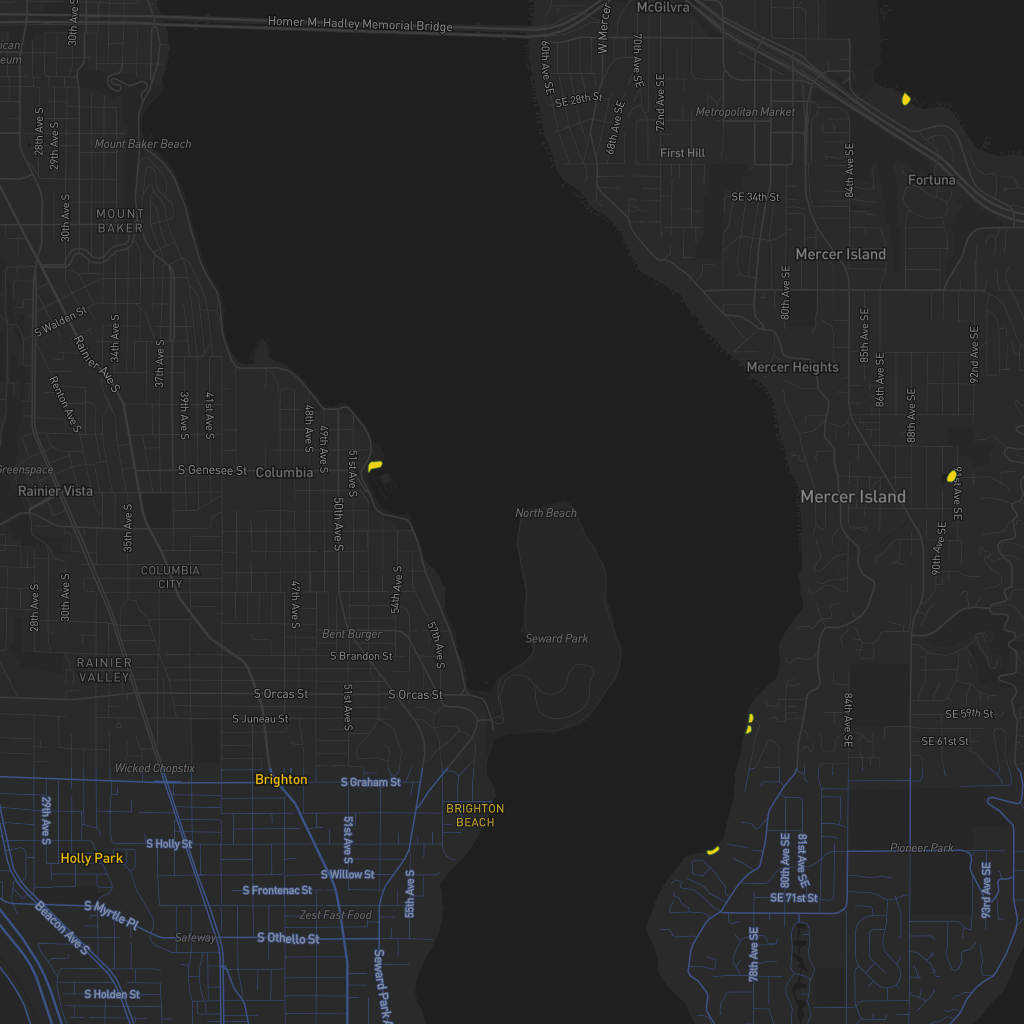 Homer M. Hadley Memorial Bridge
McGilvra
30th Ave S
W Mercer
60th Ave SE
70th Ave SE
72nd Ave SE
SE 28th St
68th Ave SE
Metropolitan Market
28th Ave S
29th Ave S
Mount Baker Beach
First Hill
84th Ave SE
Fortuna
30th Ave S
MOUNT
BAKER
SE 34th St
Mercer Island
80th Ave SE
S Walden St
34th Ave S
Rainier Ave S
37th Ave S
85th Ave SE
92nd Ave SE
Mercer Heights
86th Ave SE
Renton Ave S
39th Ave S
41st Ave S
48th Ave S
49th Ave S
88th Ave SE
Greenspace
S Genesee St
Columbia
51st Ave S
Rainier Vista
Mercer Island
91st Ave SE
35th Ave S
50th Ave S
North Beach
90th Ave SE
COLUMBIA
CITY
28th Ave S
30th Ave S
47th Ave S
54th Ave S
Bent Burger
57th Ave S
Seward Park
S Brandon St
RAINIER
VALLEY
S Orcas St
S Orcas St
51st Ave S
S Juneau St
84th Ave SE
SE 59th St
SE 61st St
Wicked Chopstix
Brighton
S Graham St
BRIGHTON
BEACH
29th Ave S
S Holly St
51st Ave S
80th Ave SE
81st Ave SE
Pioneer Park
Holly Park
S Willow St
S Frontenac St
55th Ave S
SE 71st St
93rd Ave SE
S Myrtle Pl
Beacon Ave S
Zest Fast Food
Safeway
S Othello St
78th Ave SE
Seward Park
S Holden St